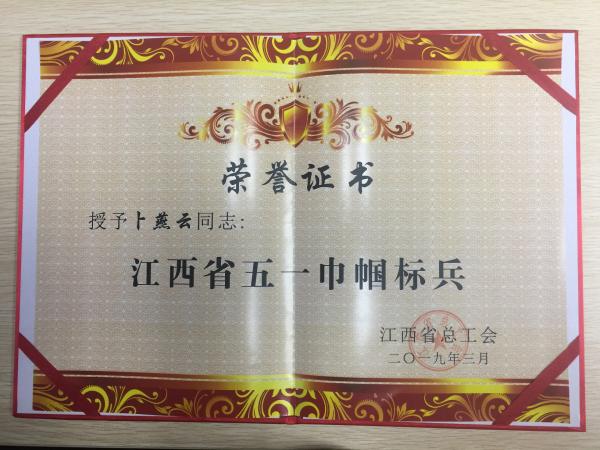 荣誉证书
授予卜燕云同志:
江西省五一巾帼标兵
江西省总工会
二〇一九年三月